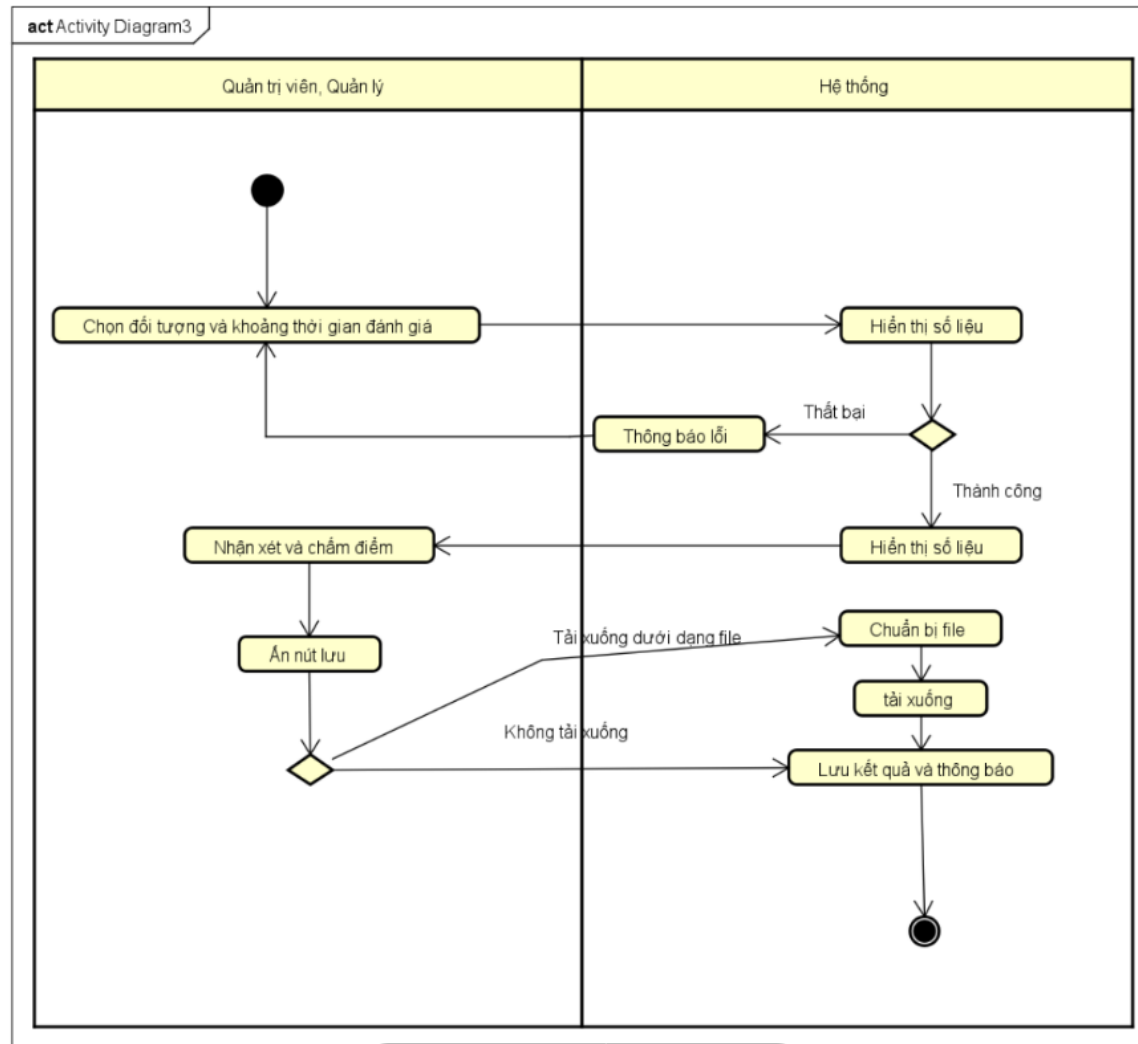 act Activity Diagram3
Quản trị viên, Quản lý
Hệ thống
Chọn đối tượng và khoảng thời gian đánh giá
Hiển thị số liệu
Thất bại
Thông báo lỗi
Thành công
Nhận xét và chấm điểm
Hiển thị số liệu
Ấn nút lưu
Tải xuống dưới dạng file
Chuẩn bị file
tải xuống
Không tải xuống
Lưu kết quả và thông báo